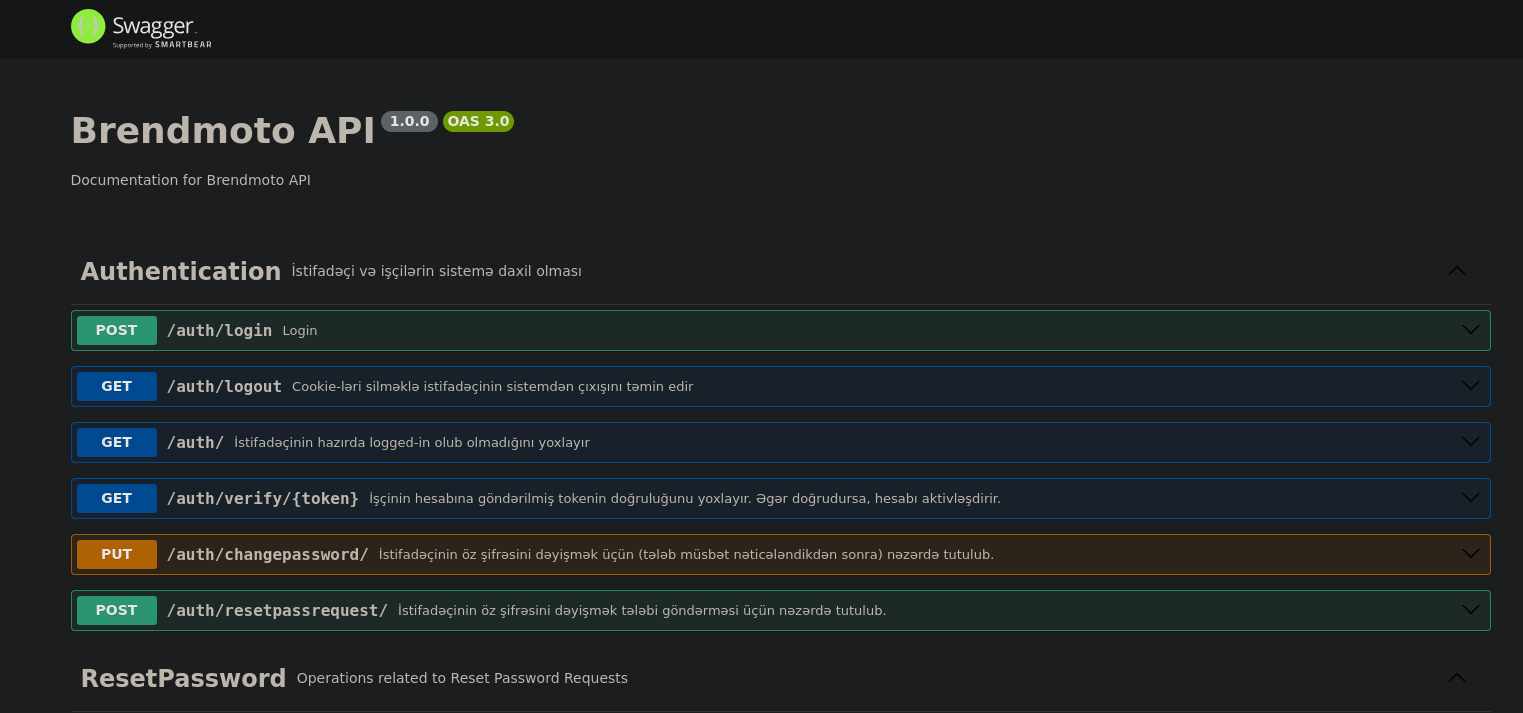 Swagger
Supported by SMARTBEAR
Brendmoto API 1.0.0 OAS 3.0
Documentation for Brendmoto API
Authentication İstifadəçi və işçilərin sistemə daxil olması
POST /auth/login Login
GET /auth/logout Cookie-ləri silməklə istifadəçinin sistemdən çıxışını təmin edir
GET /auth/ İstifadəçinin hazırda logged-in olub olmadığını yoxlayır
GET /auth/verify/{token} İşçinin hesabına göndərilmiş tokenin doğruluğunu yoxlayır. Əgər doğrudursa, hesabı aktivləşdirir.
PUT /auth/changepassword/ İstifadəçinin öz şifrəsini dəyişmək üçün (tələb müsbət nəticələndikdən sonra) nəzərdə tutulub.
POST /auth/resetpassrequest/ İstifadəçinin öz şifrəsini dəyişmək tələbi göndərməsi üçün nəzərdə tutulub.
ResetPassword Operations related to Reset Password Requests